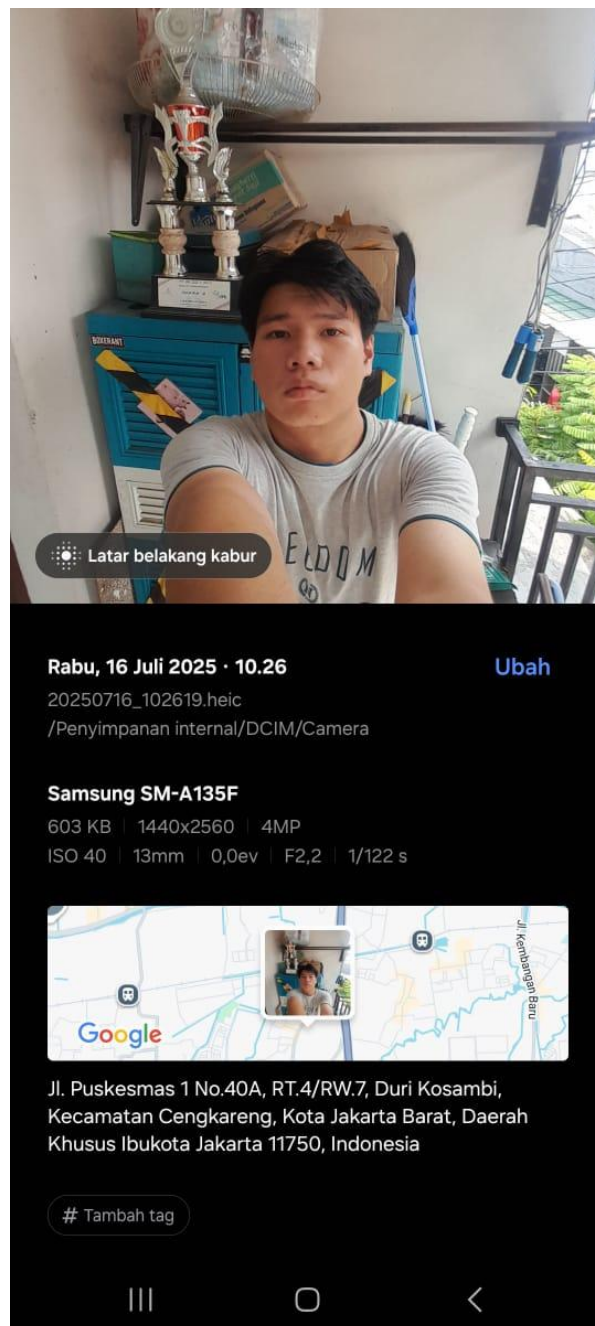 BOXERANT
Latar belakang kabur
Rabu, 16 Juli 2025 · 10.26
Ubah
20250716_102619.heic
/Penyimpanan internal/DCIM/Camera
Samsung SM-A135F
603 KB | 1440x2560 | 4MP
ISO 40 | 13mm | 0,0ev | F2,2 | 1/122 s
Jl. Kembangan Baru
Google
Jl. Puskesmas 1 No.40A, RT.4/RW.7, Duri Kosambi,
Kecamatan Cengkareng, Kota Jakarta Barat, Daerah
Khusus Ibukota Jakarta 11750, Indonesia
# Tambah tag